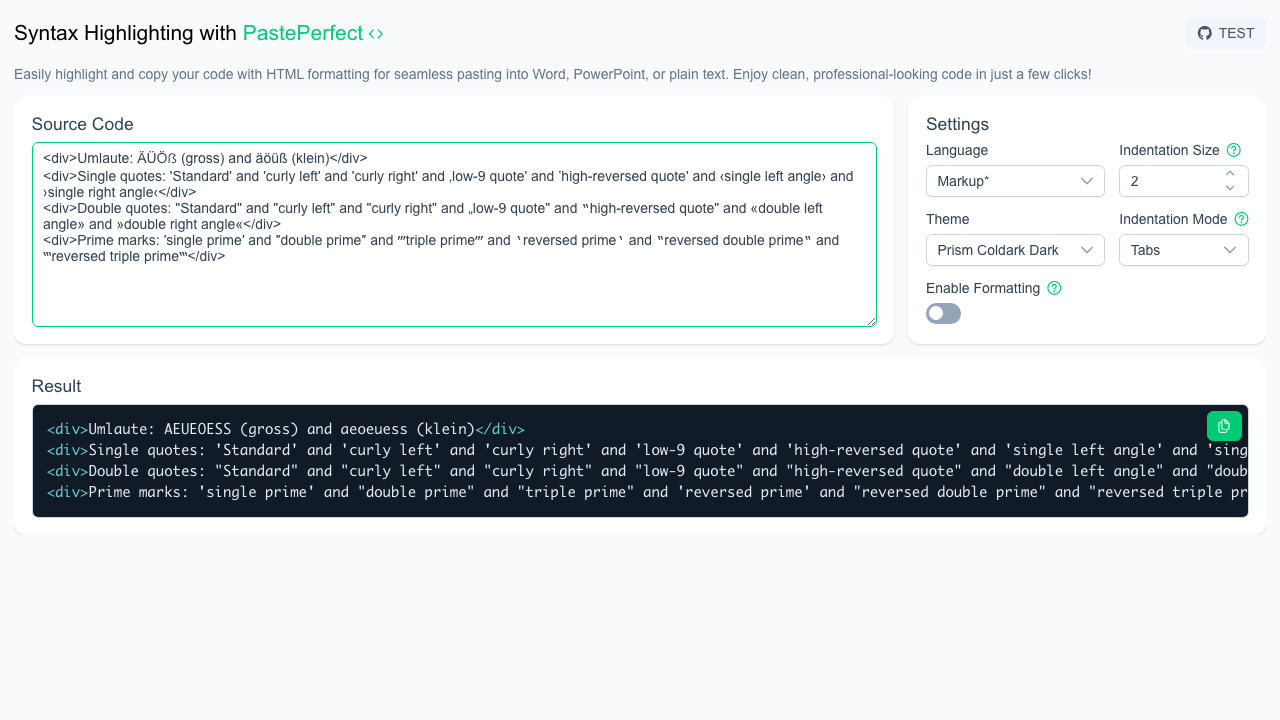 Syntax Highlighting with PastePerfect <>
TEST
Easily highlight and copy your code with HTML formatting for seamless pasting into Word, PowerPoint, or plain text. Enjoy clean, professional-looking code in just a few clicks!
Source Code
<div>Umlaute: ÄÜÖß (gross) and äöüß (klein)</div>
<div>Single quotes: 'Standard' and 'curly left' and 'curly right' and ‚low-9 quote' and ‛high-reversed quote' and ‹single left angle› and
›single right angle‹</div>
<div>Double quotes: "Standard" and "curly left" and "curly right" and „low-9 quote" and ‟high-reversed quote" and «double left
angle» and »double right angle«</div>
<div>Prime marks: ′single prime′ and ″double prime″ and ‴triple prime‴ and ‵reversed prime‵ and ‶reversed double prime‶ and
‷reversed triple prime‷</div>
Settings
Language
Indentation Size
Markup*
2
Theme
Indentation Mode
Prism Coldark Dark
Tabs
Enable Formatting
Result
<div>Umlaute: AEUEOESS (gross) and aeoeuess (klein)</div>
<div>Single quotes: 'Standard' and 'curly left' and 'curly right' and 'low-9 quote' and 'high-reversed quote' and 'single left angle' and 'sing
<div>Double quotes: "Standard" and "curly left" and "curly right" and "low-9 quote" and "high-reversed quote" and "double left angle" and "doub
<div>Prime marks: 'single prime' and "double prime" and "triple prime" and 'reversed prime' and "reversed double prime" and "reversed triple pr